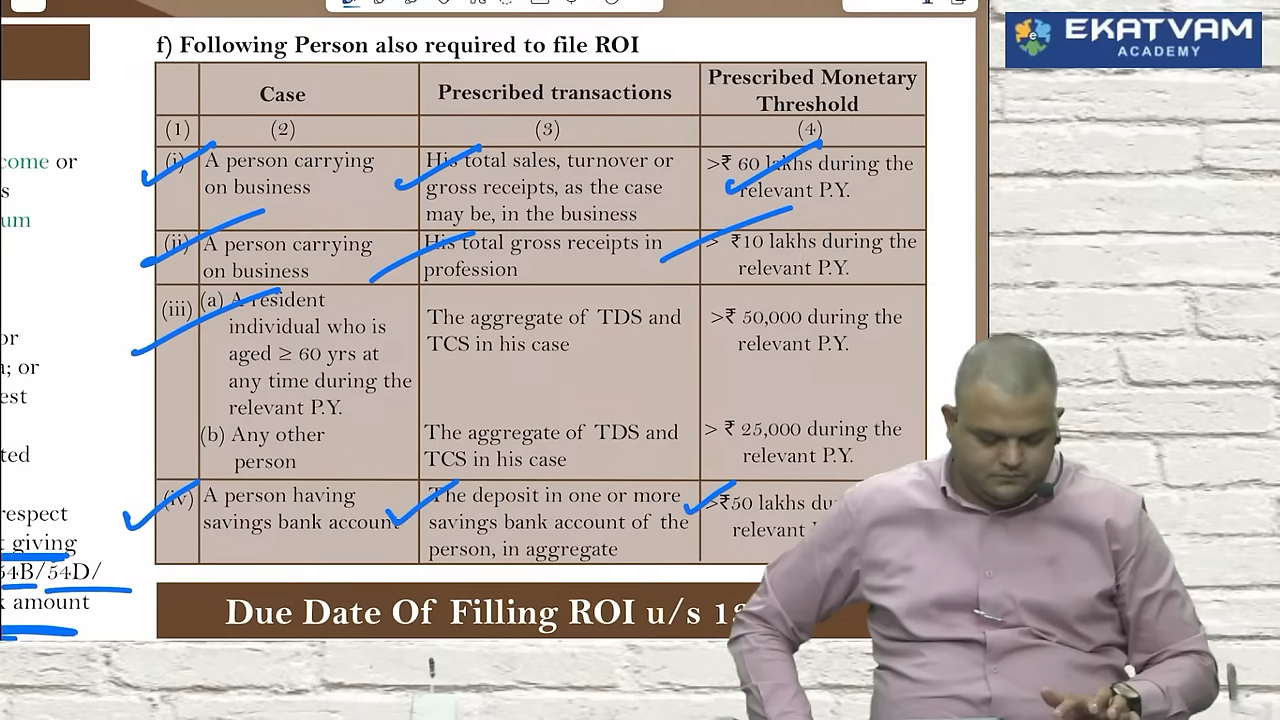 EKATVAM
ACADEMY
f) Following Person also required to file ROI
Case
Prescribed transactions
Prescribed Monetary
Threshold
(1)
(2)
(3)
(4)
(i)
A person carrying
on business
His total sales, turnover or
gross receipts, as the case
may be, in the business
>₹ 60 lakhs during the
relevant P.Y.
(ii)
A person carrying
on business
His total gross receipts in
profession
> ₹10 lakhs during the
relevant P.Y.
(iii)
(a) A resident
individual who is
aged ≥ 60 yrs at
any time during the
relevant P.Y.
The aggregate of TDS and
TCS in his case
>₹ 50,000 during the
relevant P.Y.
(b) Any other
person
The aggregate of TDS and
TCS in his case
> ₹ 25,000 during the
relevant P.Y.
(iv)
A person having
savings bank account
The deposit in one or more
savings bank account of the
person, in aggregate
>₹50 lakhs
relevant
Due Date Of Filling ROI u/s
or
respect
giving
54B/54D/
amount